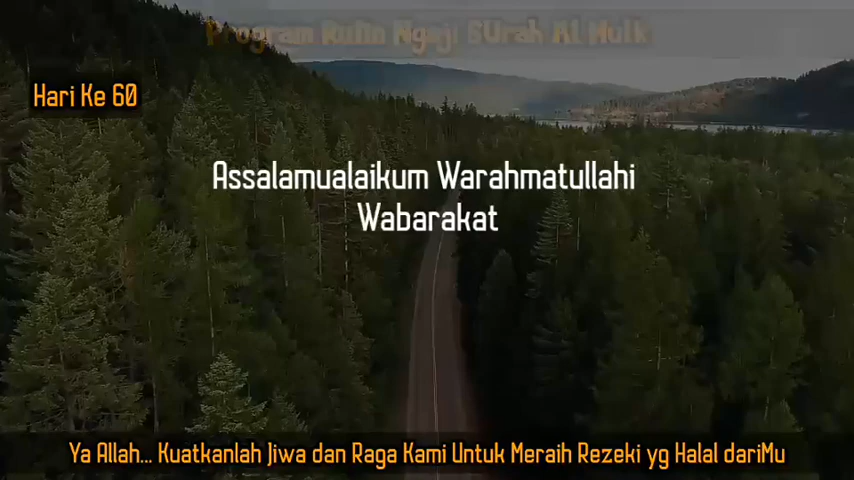 Program Rutin Ngaji SUrah AL Mulk
Hari Ke 60
Assalamualaikum Warahmatullahi
Wabarakat
Ya Allah... Kuatkanlah Jiwa dan Raga Kami Untuk Meraih Rezeki yg Halal dariMu